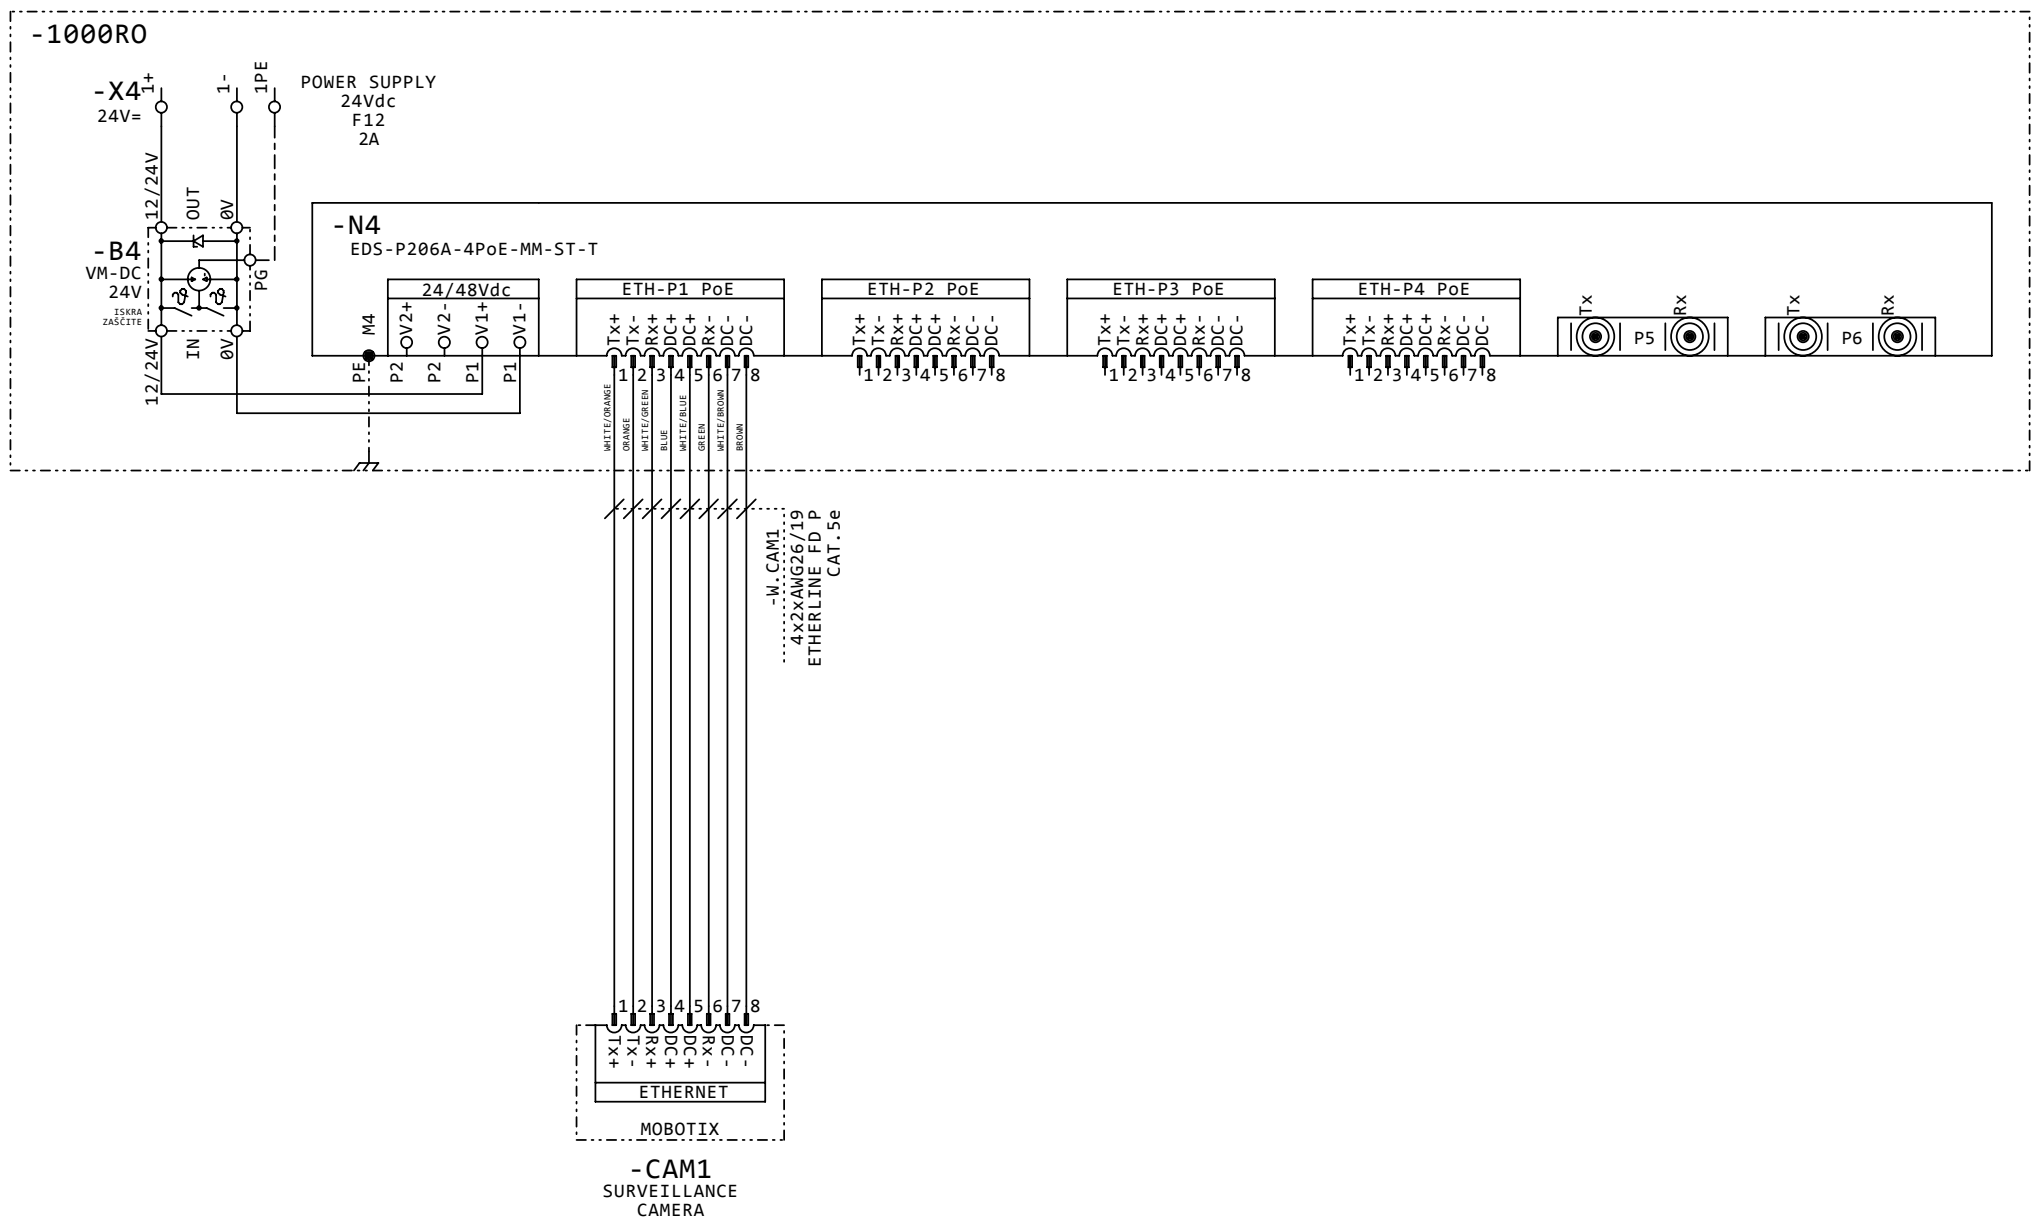 -1000RO
-X4
24V=
1+
1-
1PE
POWER SUPPLY
24Vdc
F12
2A
12/24V
OUT
0V
-B4
VM-DC
24V
ISKRA
ZAŠČITE
PG
12/24V
IN
0V
-N4
EDS-P206A-4PoE-MM-ST-T
M4
PE
24/48Vdc
V2+
V2-
V1+
V1-
P2
P2
P1
P1
ETH-P1 PoE
Tx+
Tx-
Rx+
DC+
DC+
Rx-
DC-
DC-
1 2 3 4 5 6 7 8
ETH-P2 PoE
Tx+
Tx-
Rx+
DC+
DC+
Rx-
DC-
DC-
1 2 3 4 5 6 7 8
ETH-P3 PoE
Tx+
Tx-
Rx+
DC+
DC+
Rx-
DC-
DC-
1 2 3 4 5 6 7 8
ETH-P4 PoE
Tx+
Tx-
Rx+
DC+
DC+
Rx-
DC-
DC-
1 2 3 4 5 6 7 8
Tx
P5
Rx
Tx
P6
Rx
WHITE/ORANGE
ORANGE
WHITE/GREEN
BLUE
WHITE/BLUE
GREEN
WHITE/BROWN
BROWN
-W.CAM1
4x2xAWG26/19
ETHERLINE FD P
CAT.5e
1 2 3 4 5 6 7 8
Tx+
Tx-
Rx+
DC+
DC+
Rx-
DC-
DC-
ETHERNET
MOBOTIX
-CAM1
SURVEILLANCE
CAMERA